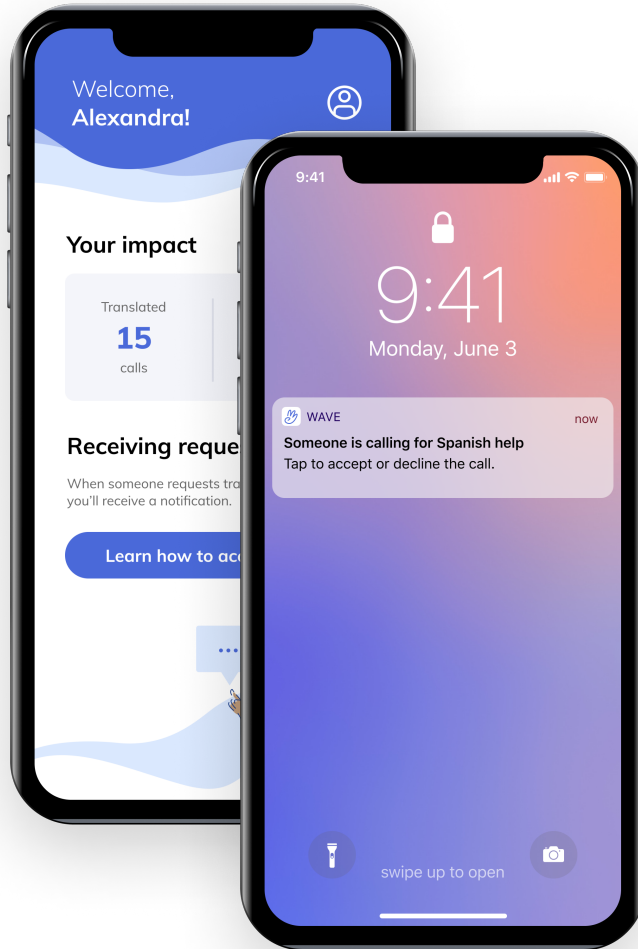 Welcome,
Alexandra!
Your impact
Translated
15
calls
Receiving reque
When someone requests tra
you'll receive a notification.
Learn how to ac
9:41
9:41
Monday, June 3
WAVE
now
Someone is calling for Spanish help
Tap to accept or decline the call.
swipe up to open